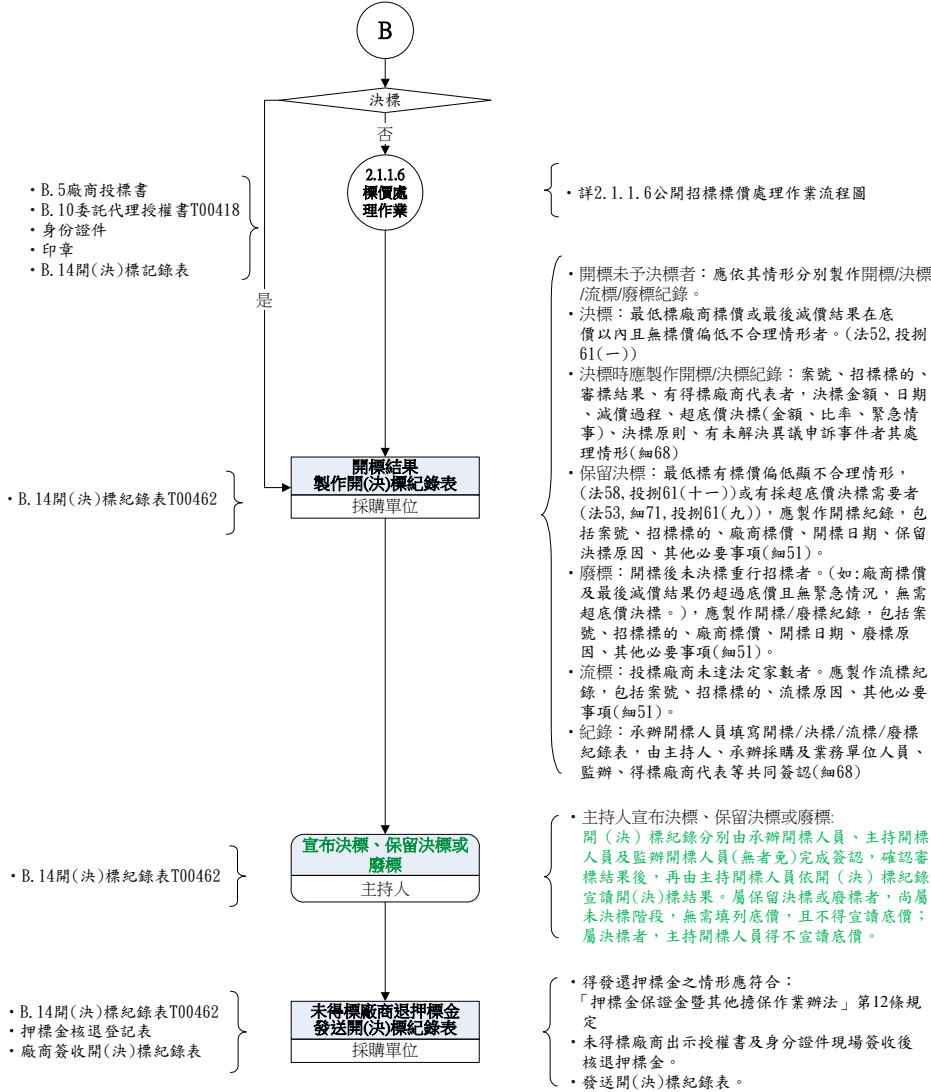 B
決標
否
2.1.1.6
標價處
理作業
・詳2.1.1.6公開招標標價處理作業流程圖
・B.5廠商投標書
・B.10委託代理授權書T00418
・身份證件
・印章
・B.14開(決)標記錄表
是
・開標未予決標者：應依其情形分別製作開標/決標
/流標/廢標紀錄。
・決標：最低標廠商標價或最後減價結果在底
價以內且無標價偏低不合理情形者。(法52,投捌
61(一))
・決標時應製作開標/決標紀錄：案號、招標標的、
審標結果、有得標廠商代表者，決標金額、日期
、減價過程、超底價決標(金額、比率、緊急情
事)、決標原則、有未解決異議申訴事件者其處
理情形(細68)
・保留決標：最低標有標價偏低顯不合理情形，
(法58,投捌61(十一))或有採超底價決標需要者
(法53,細71,投捌61(九))，應製作開標紀錄，包
括案號、招標標的、廠商標價、開標日期、保留
決標原因、其他必要事項(細51)。
・廢標：開標後未決標重行招標者。(如:廠商標價
及最後減價結果仍超過底價且無緊急情況，無需
超底價決標。)，應製作開標/廢標紀錄，包括案
號、招標標的、廠商標價、開標日期、廢標原
因、其他必要事項(細51)。
・流標：投標廠商未達法定家數者。應製作流標紀
錄，包括案號、招標標的、流標原因、其他必要
事項(細51)。
・紀錄：承辦開標人員填寫開標/決標/流標/廢標
紀錄表，由主持人、承辦採購及業務單位人員、
監辦、得標廠商代表等共同簽認(細68)
・B.14開(決)標紀錄表T00462
開標結果
製作開(決)標紀錄表
採購單位
・B.14開(決)標紀錄表T00462
宣布決標、保留決標或
廢標
主持人
・主持人宣布決標、保留決標或廢標:
開（決）標紀錄分別由承辦開標人員、主持開標
人員及監辦開標人員(無者免)完成簽認，確認審
標結果後，再由主持開標人員依開（決）標紀錄
宣讀開(決)標結果。屬保留決標或廢標者，尚屬
未決標階段，無需填列底價，且不得宣讀底價；
屬決標者，主持開標人員得不宣讀底價。
・B.14開(決)標紀錄表T00462
・押標金核退登記表
・廠商簽收開(決)標紀錄表
未得標廠商退押標金
發送開(決)標紀錄表
採購單位
・得發還押標金之情形應符合：
「押標金保證金暨其他擔保作業辦法」第12條規
定
・未得標廠商出示授權書及身分證件現場簽收後
核退押標金。
・發送開(決)標紀錄表。